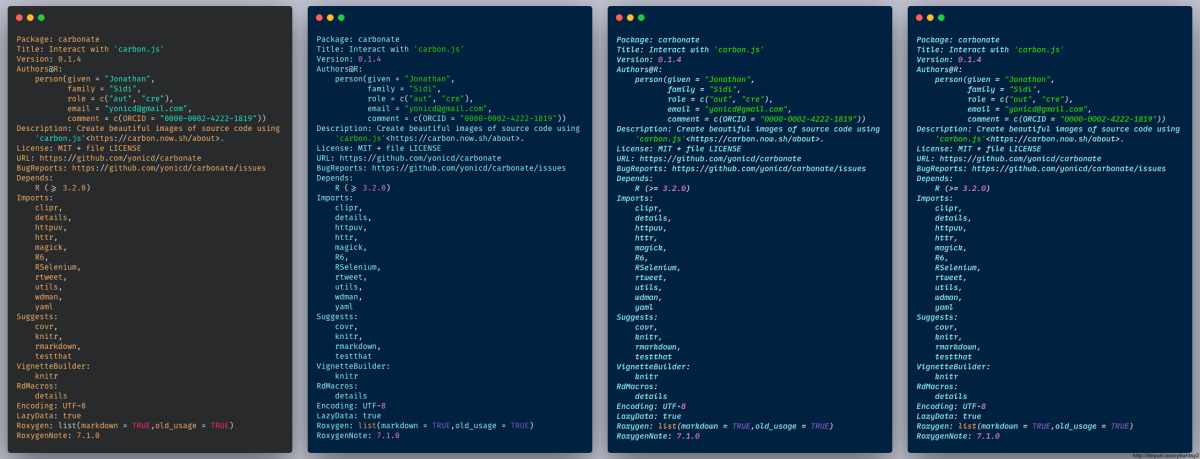 Package: carbonate
Title: Interact with 'carbon.js'
Version: 0.1.4
Authors@R:
    person(given = "Jonathan",
           family = "Sidi",
           role = c("aut", "cre"),
           email = "yonicd@gmail.com",
           comment = c(ORCID = "0000-0002-4222-1819"))
Description: Create beautiful images of source code using
    'carbon.js'<https://carbon.now.sh/about>.
License: MIT + file LICENSE
URL: https://github.com/yonicd/carbonate
BugReports: https://github.com/yonicd/carbonate/issues
Depends:
    R (⩾ 3.2.0)
Imports:
    clipr,
    details,
    httpuv,
    httr,
    magick,
    R6,
    RSelenium,
    rtweet,
    utils,
    wdman,
    yaml
Suggests:
    covr,
    knitr,
    rmarkdown,
    testthat
VignetteBuilder:
    knitr
RdMacros:
    details
Encoding: UTF-8
LazyData: true
Roxygen: list(markdown = TRUE,old_usage = TRUE)
RoxygenNote: 7.1.0
Package: carbonate
Title: Interact with 'carbon.js'
Version: 0.1.4
Authors@R:
    person(given = "Jonathan",
           family = "Sidi",
           role = c("aut", "cre"),
           email = "yonicd@gmail.com",
           comment = c(ORCID = "0000-0002-4222-1819"))
Description: Create beautiful images of source code using
    'carbon.js'<https://carbon.now.sh/about>.
License: MIT + file LICENSE
URL: https://github.com/yonicd/carbonate
BugReports: https://github.com/yonicd/carbonate/issues
Depends:
    R (⩾ 3.2.0)
Imports:
    clipr,
    details,
    httpuv,
    httr,
    magick,
    R6,
    RSelenium,
    rtweet,
    utils,
    wdman,
    yaml
Suggests:
    covr,
    knitr,
    rmarkdown,
    testthat
VignetteBuilder:
    knitr
RdMacros:
    details
Encoding: UTF-8
LazyData: true
Roxygen: list(markdown = TRUE,old_usage = TRUE)
RoxygenNote: 7.1.0
Package: carbonate
Title: Interact with 'carbon.js'
Version: 0.1.4
Authors@R:
    person(given = "Jonathan",
           family = "Sidi",
           role = c("aut", "cre"),
           email = "yonicd@gmail.com",
           comment = c(ORCID = "0000-0002-4222-1819"))
Description: Create beautiful images of source code using
    'carbon.js'<https://carbon.now.sh/about>.
License: MIT + file LICENSE
URL: https://github.com/yonicd/carbonate
BugReports: https://github.com/yonicd/carbonate/issues
Depends:
    R (>= 3.2.0)
Imports:
    clipr,
    details,
    httpuv,
    httr,
    magick,
    R6,
    RSelenium,
    rtweet,
    utils,
    wdman,
    yaml
Suggests:
    covr,
    knitr,
    rmarkdown,
    testthat
VignetteBuilder:
    knitr
RdMacros:
    details
Encoding: UTF-8
LazyData: true
Roxygen: list(markdown = TRUE,old_usage = TRUE)
RoxygenNote: 7.1.0
Package: carbonate
Title: Interact with 'carbon.js'
Version: 0.1.4
Authors@R:
    person(given = "Jonathan",
           family = "Sidi",
           role = c("aut", "cre"),
           email = "yonicd@gmail.com",
           comment = c(ORCID = "0000-0002-4222-1819"))
Description: Create beautiful images of source code using
    'carbon.js'<https://carbon.now.sh/about>.
License: MIT + file LICENSE
URL: https://github.com/yonicd/carbonate
BugReports: https://github.com/yonicd/carbonate/issues
Depends:
    R (>= 3.2.0)
Imports:
    clipr,
    details,
    httpuv,
    httr,
    magick,
    R6,
    RSelenium,
    rtweet,
    utils,
    wdman,
    yaml
Suggests:
    covr,
    knitr,
    rmarkdown,
    testthat
VignetteBuilder:
    knitr
RdMacros:
    details
Encoding: UTF-8
LazyData: true
Roxygen: list(markdown = TRUE,old_usage = TRUE)
RoxygenNote: 7.1.0